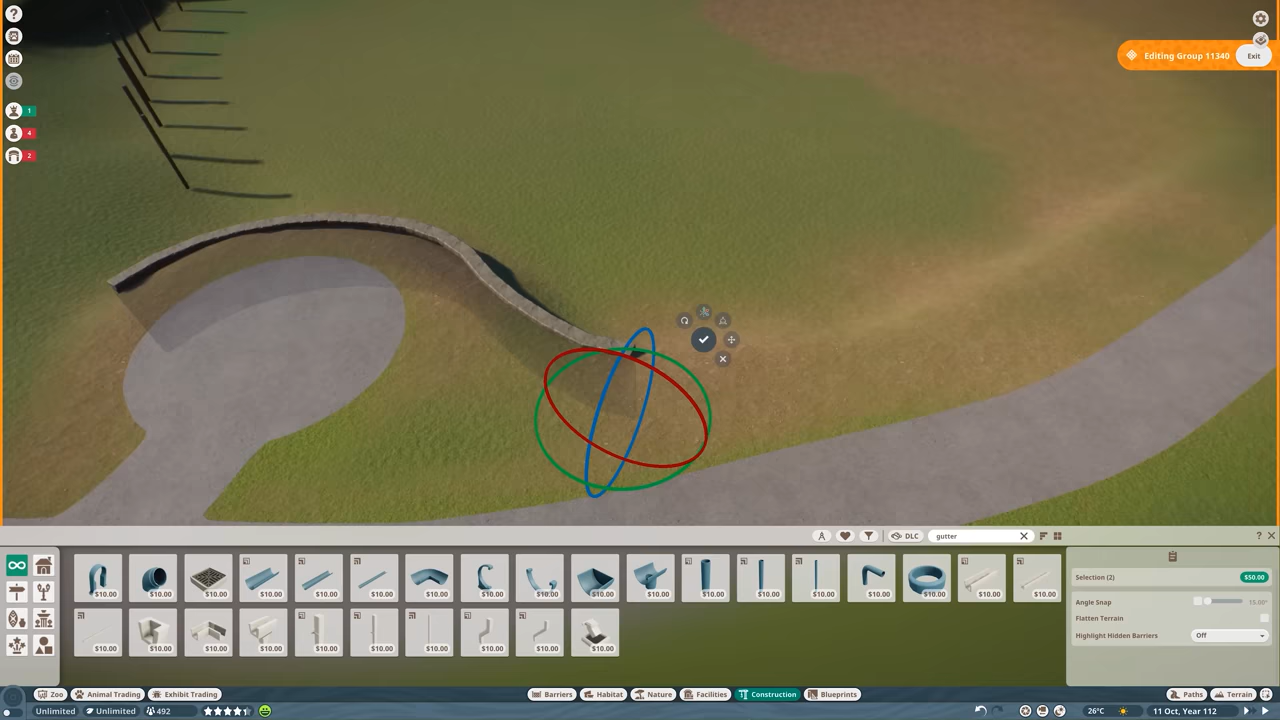 ?
Editing Group 11340
Exit
1
4
2
DLC
gutter
?
$10.00 $10.00 $10.00 $10.00 $10.00 $10.00 $10.00 $10.00 $10.00 $10.00 $10.00 $10.00 $10.00 $10.00 $10.00 $10.00 $10.00 $10.00
$10.00 $10.00 $10.00 $10.00 $10.00 $10.00 $10.00 $10.00 $10.00 $10.00
Selection (2)
$50.00
Angle Snap
15.00°
Flatten Terrain
Highlight Hidden Barriers
Off
Zoo
Animal Trading
Exhibit Trading
Barriers
Habitat
Nature
Facilities
Construction
Blueprints
Paths
Terrain
Unlimited
Unlimited
492
26°C
11 Oct, Year 112